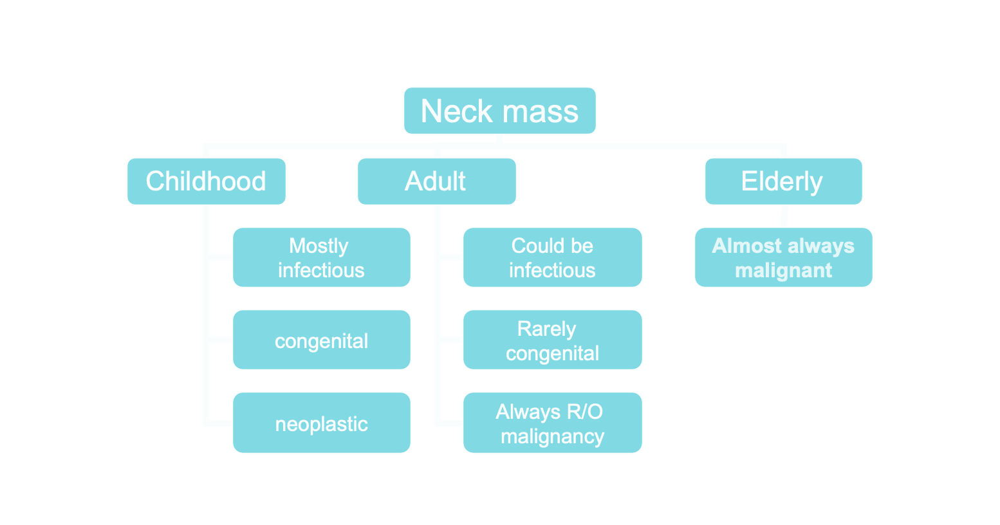 Neck mass
Childhood
Mostly
infectious
congenital
neoplastic
Adult
Could be
infectious
Rarely
congenital
Always R/O
malignancy
Elderly
Almost always
malignant